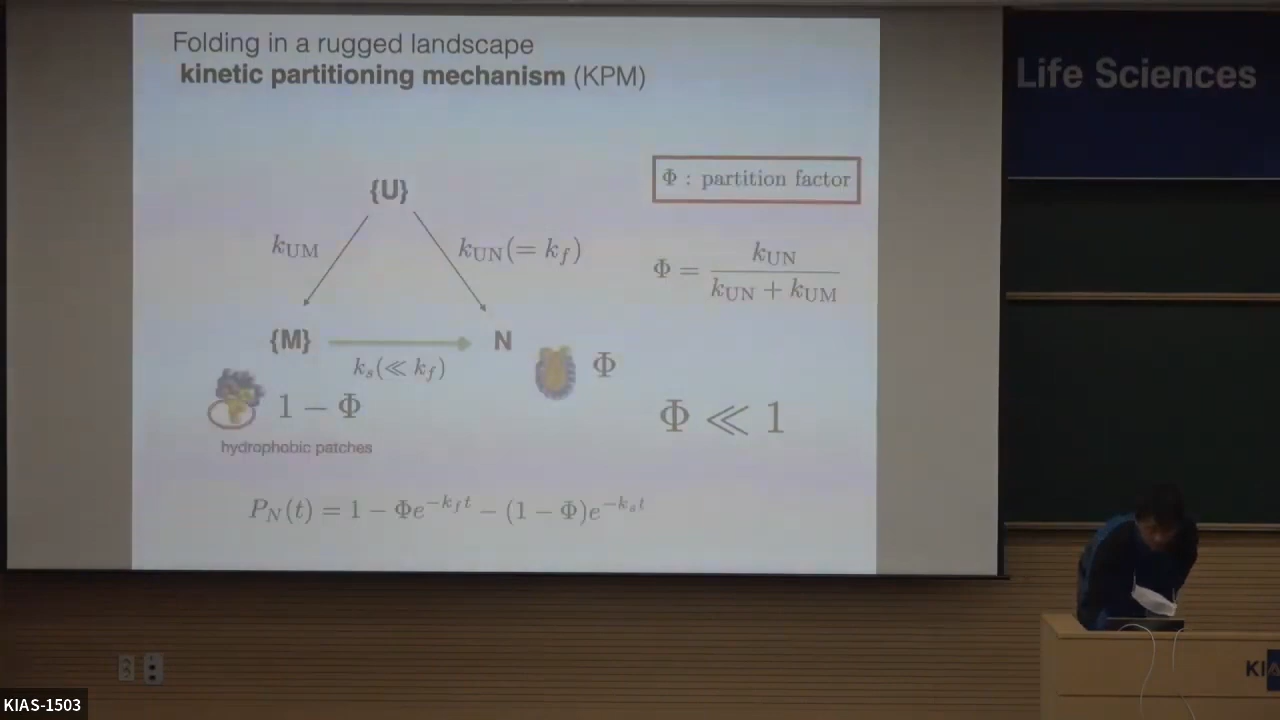 Folding in a rugged landscape
kinetic partitioning mechanism (KPM)
Life Sciences
Φ : partition factor
{U}
k_UM
k_UN(= k_f)
Φ = k_UN / (k_UN + k_UM)
{M}
N
k_s(≪ k_f)
Φ
1 − Φ
Φ ≪ 1
hydrophobic patches
P_N(t) = 1 − Φe^{−k_f t} − (1 − Φ)e^{−k_s t}
KIA
KIAS-1503